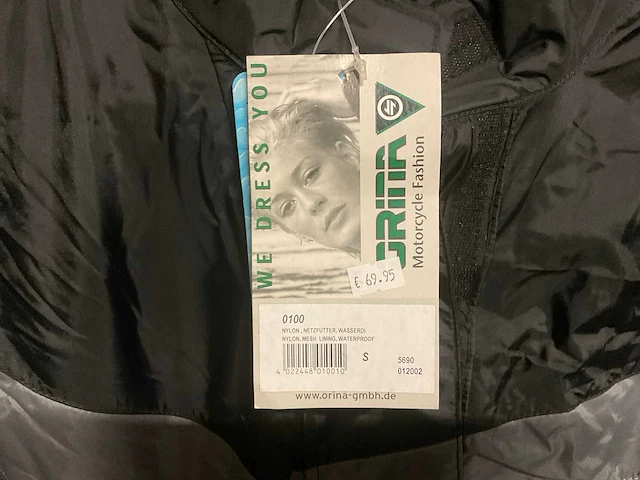 WE DRESS YOU
ORINA
Motorcycle Fashion
€ 69.95
0100
NYLON, NETZFUTTER, WASSERDI
NYLON, MESH LINING, WATERPROOF
S
5690
4 022448 010010
012002
www.orina-gmbh.de